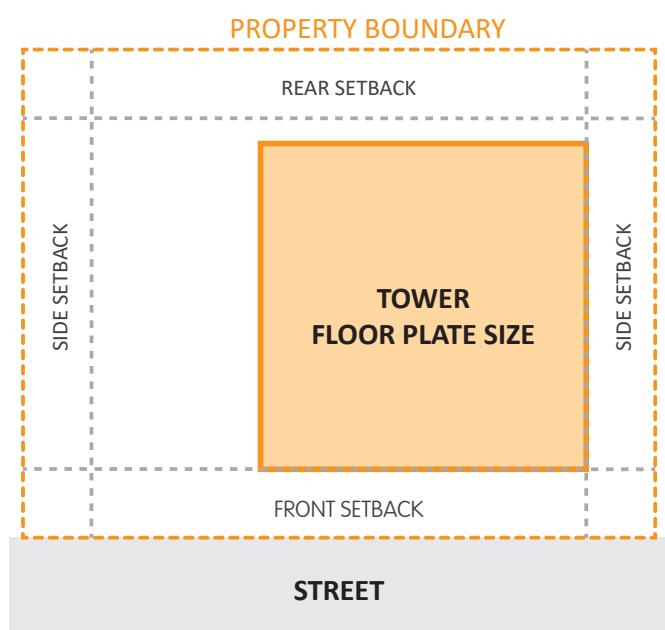 PROPERTY BOUNDARY
REAR SETBACK
SIDE SETBACK
TOWER
FLOOR PLATE SIZE
SIDE SETBACK
FRONT SETBACK
STREET